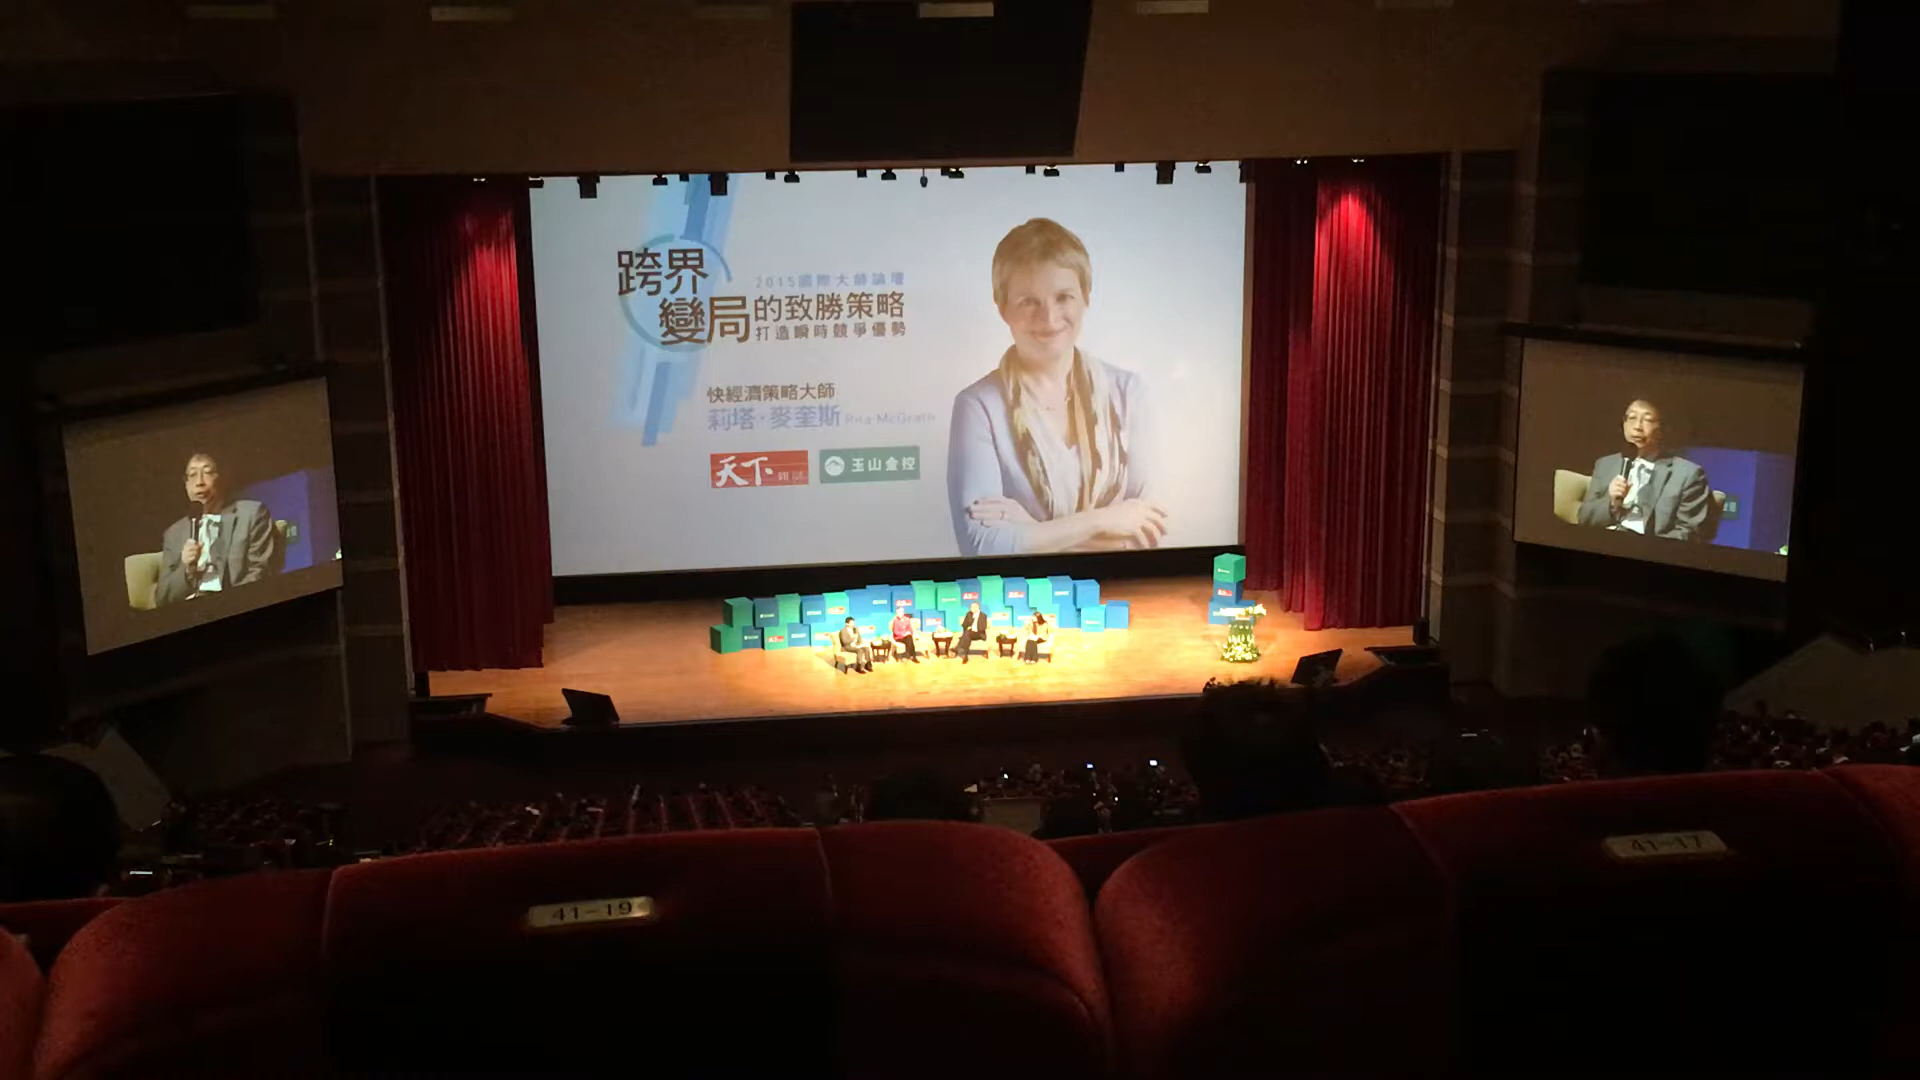 跨界
2015國際大師論壇
變局的致勝策略
打造瞬時競爭優勢
快經濟策略大師
莉塔·麥奎斯 Rita McGrath
天下雜誌
玉山金控
41-19
41-17